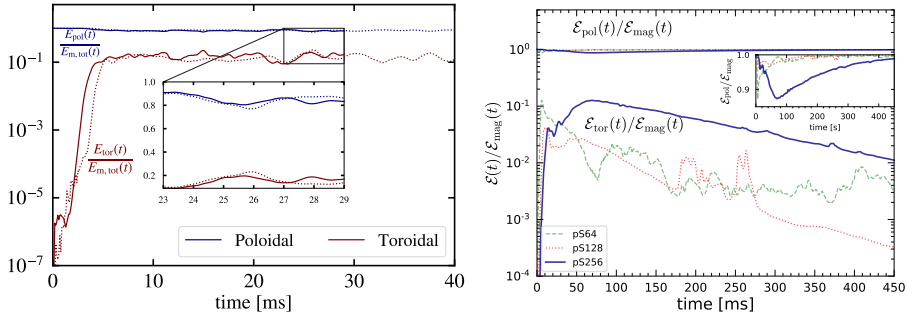 10⁻¹
10⁻³
10⁻⁵
10⁻⁷
E_pol(t)
E_m,tot(t)
E_tor(t)
E_m,tot(t)
1.0
0.8
0.6
0.4
0.2
23 24 25 26 27 28 29
Poloidal Toroidal
0 10 20 30 40
time [ms]
ℰ(t)/ℰ_mag(t)
10¹
10⁰
10⁻¹
10⁻²
10⁻³
10⁻⁴
ℰ_pol(t)/ℰ_mag(t)
ℰ_pol/ℰ_mag
1.0
0.9
0 100 200 300 400
time [s]
ℰ_tor(t)/ℰ_mag(t)
pS64
pS128
pS256
0 50 100 150 200 250 300 350 400 450
time [ms]